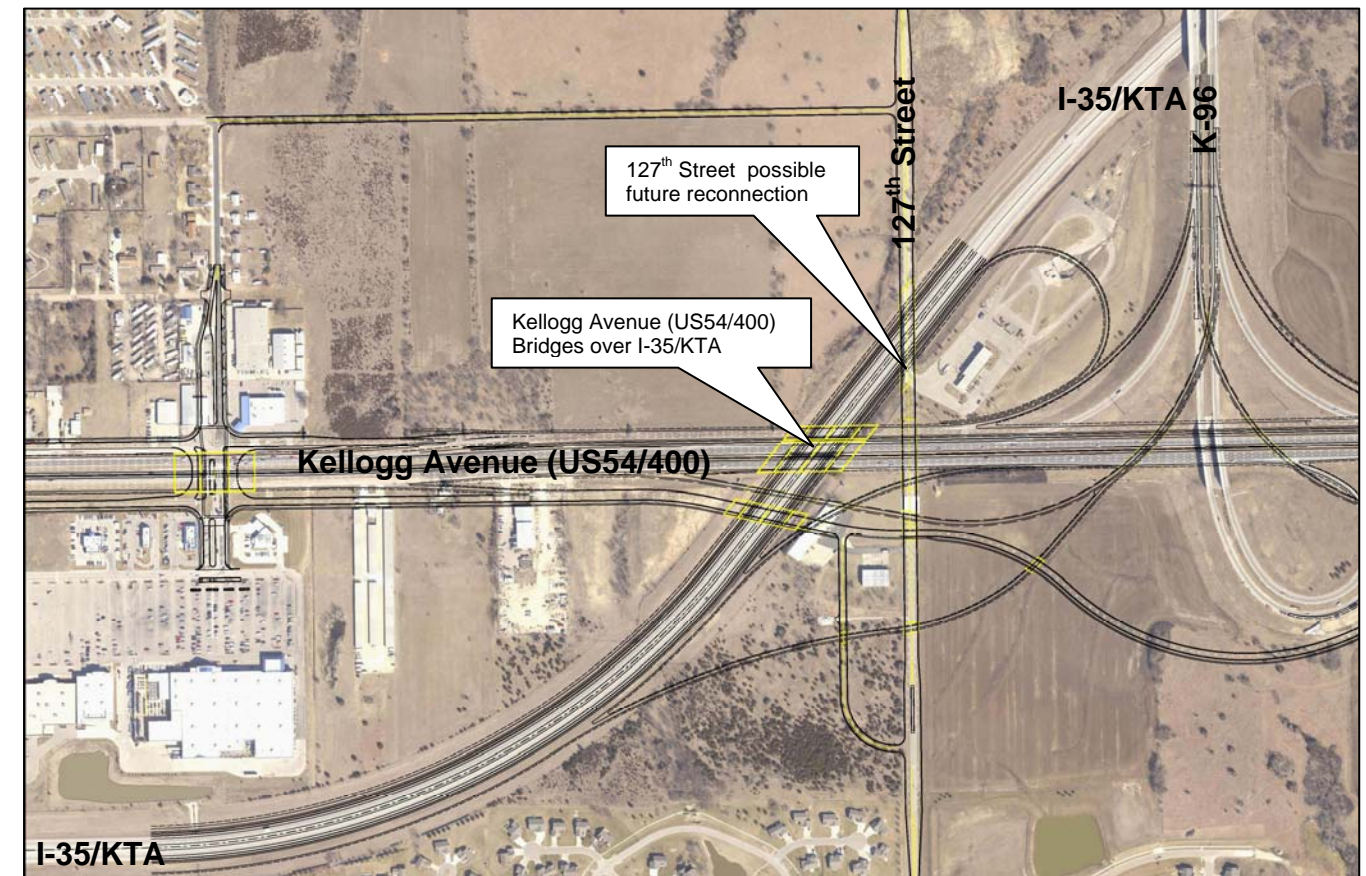 I-35/KTA
K-96
127th Street
127th Street possible
future reconnection
Kellogg Avenue (US54/400)
Bridges over I-35/KTA
Kellogg Avenue (US54/400)
I-35/KTA